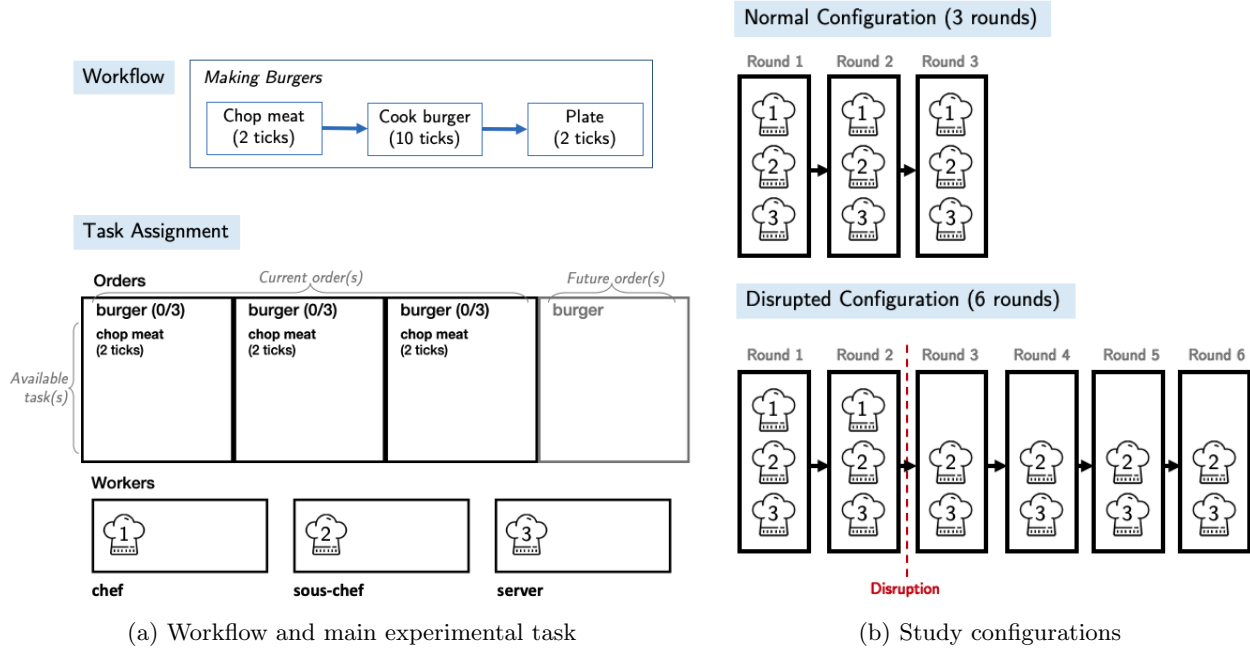 Workflow
Making Burgers
Chop meat
(2 ticks)
Cook burger
(10 ticks)
Plate
(2 ticks)
Task Assignment
Orders
Current order(s)
Future order(s)
burger (0/3)
chop meat
(2 ticks)
burger (0/3)
chop meat
(2 ticks)
burger (0/3)
chop meat
(2 ticks)
burger
Available
task(s)
Workers
1
2
3
chef
sous-chef
server
(a) Workflow and main experimental task
Normal Configuration (3 rounds)
Round 1
Round 2
Round 3
1
1
1
2
2
2
3
3
3
Disrupted Configuration (6 rounds)
Round 1
Round 2
Round 3
Round 4
Round 5
Round 6
1
1
2
2
2
2
2
2
3
3
3
3
3
3
Disruption
(b) Study configurations